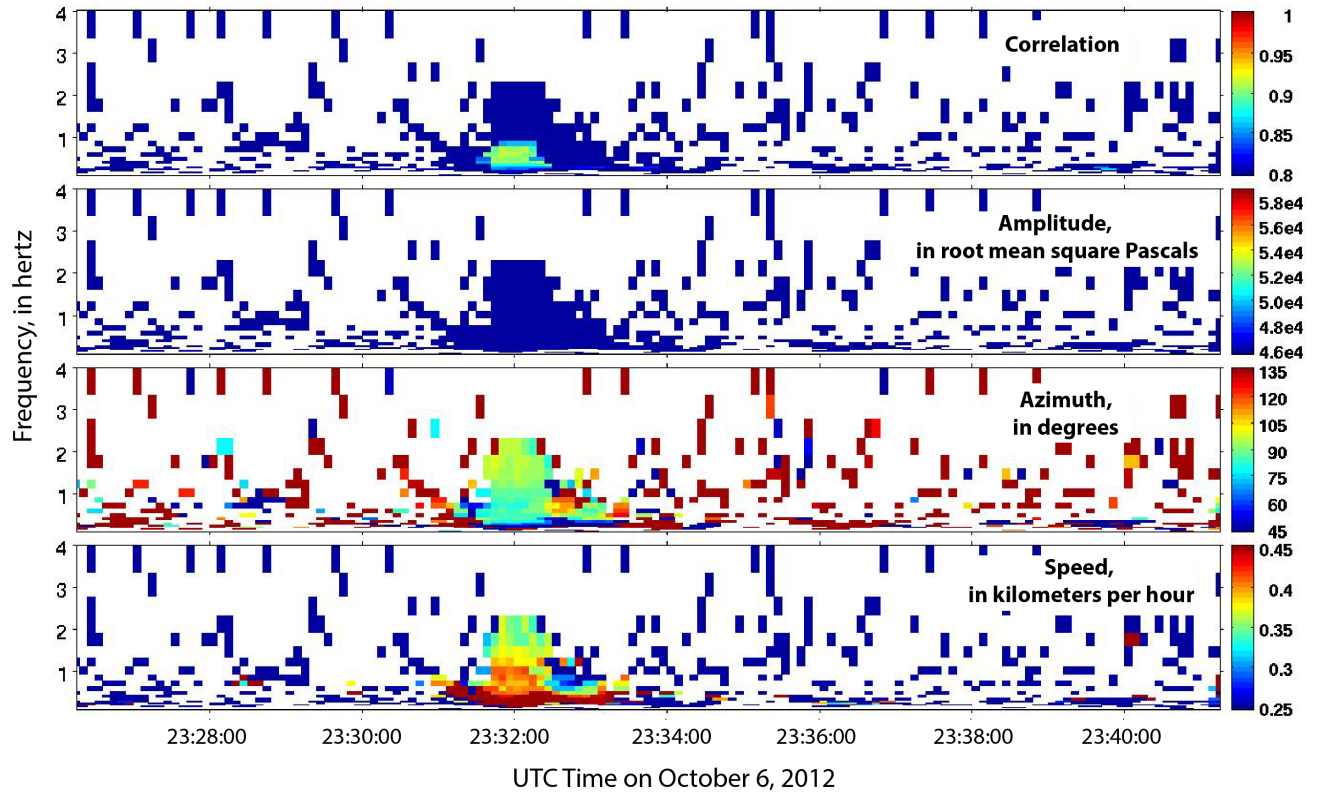 4
3
2
1
Correlation
1
0.95
0.9
0.85
0.8
4
3
2
1
Amplitude,
in root mean square Pascals
5.8e4
5.6e4
5.4e4
5.2e4
5.0e4
4.8e4
4.6e4
Frequency, in hertz
4
3
2
1
Azimuth,
in degrees
135
120
105
90
75
60
45
4
3
2
1
Speed,
in kilometers per hour
0.45
0.4
0.35
0.3
0.25
23:28:00 23:30:00 23:32:00 23:34:00 23:36:00 23:38:00 23:40:00
UTC Time on October 6, 2012